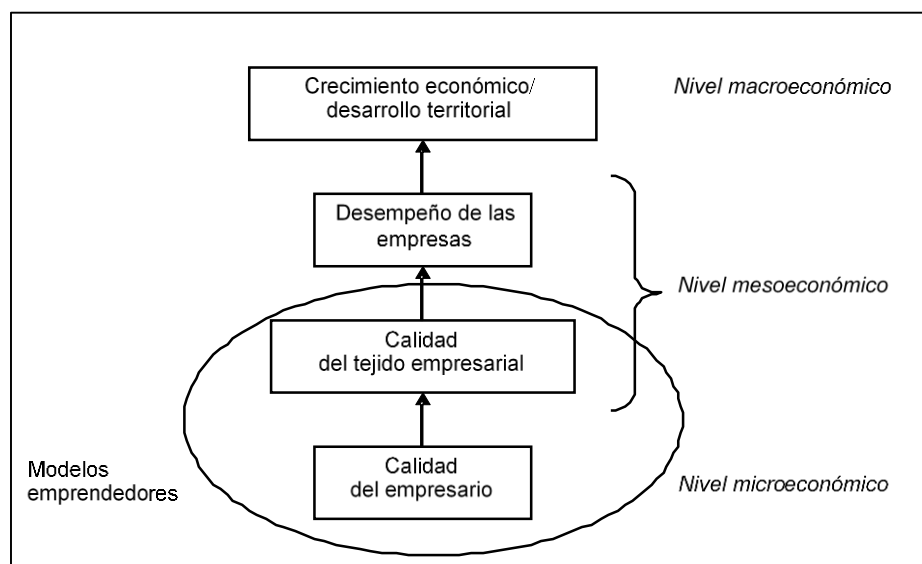 Crecimiento económico/
desarrollo territorial
Nivel macroeconómico
Desempeño de las
empresas
Nivel mesoeconómico
Calidad
del tejido empresarial
Modelos
emprendedores
Calidad
del empresario
Nivel microeconómico